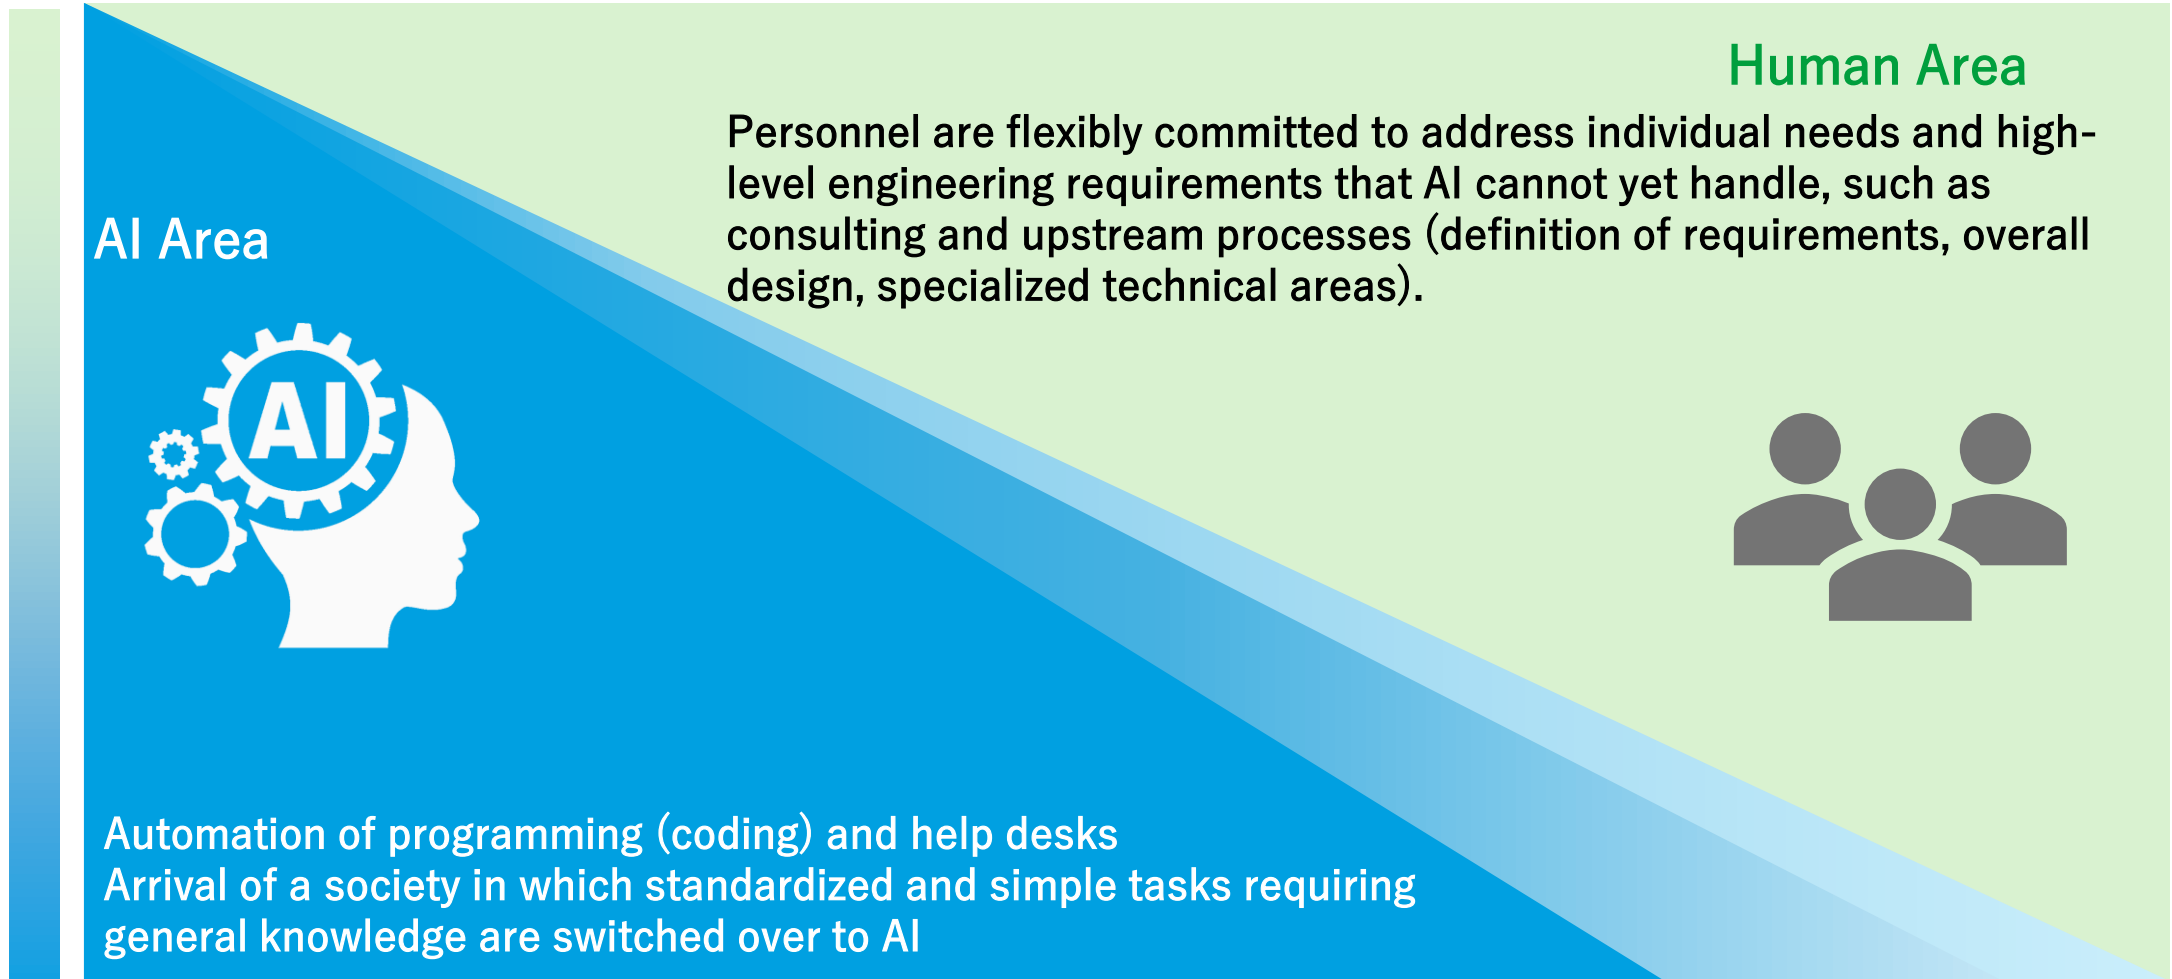 Human Area
Personnel are flexibly committed to address individual needs and high-
level engineering requirements that AI cannot yet handle, such as
consulting and upstream processes (definition of requirements, overall
design, specialized technical areas).
AI Area
AI
Automation of programming (coding) and help desks
Arrival of a society in which standardized and simple tasks requiring
general knowledge are switched over to AI